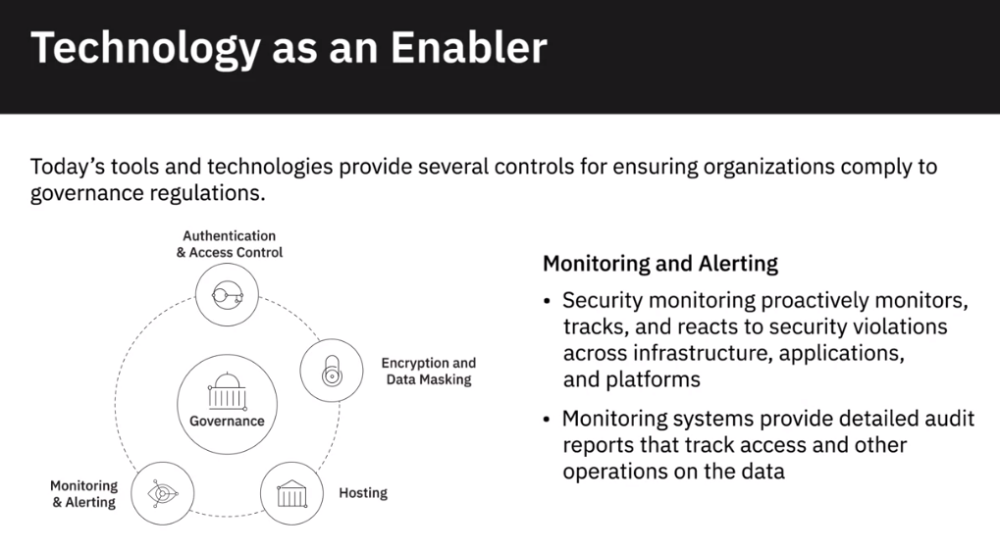 Technology as an Enabler
Today's tools and technologies provide several controls for ensuring organizations comply to
governance regulations.
Authentication
& Access Control
Encryption and
Data Masking
Governance
Monitoring
& Alerting
Hosting
Monitoring and Alerting
• Security monitoring proactively monitors,
tracks, and reacts to security violations
across infrastructure, applications,
and platforms
• Monitoring systems provide detailed audit
reports that track access and other
operations on the data